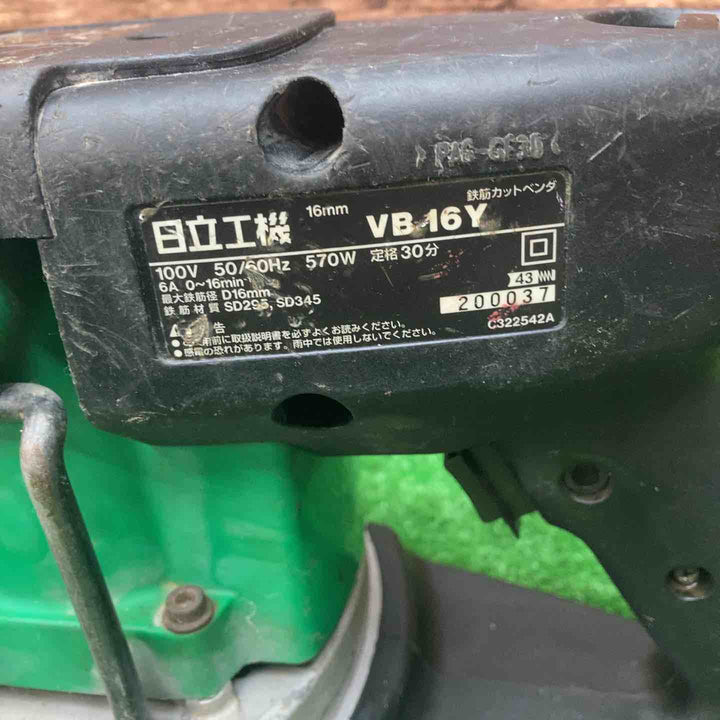 >PA6-GF30<
鉄筋カットベンダ
日立工機 16mm VB 16Y
100V 50/60Hz 570W 定格30分
6A 0~16min
最大鉄筋径 D16mm
鉄筋材質 SD295, SD345
43
200037
C322542A
告
用前に取扱説明書を必ずよくお読みください。
感電の恐れがあります。雨中では使用しないでください。